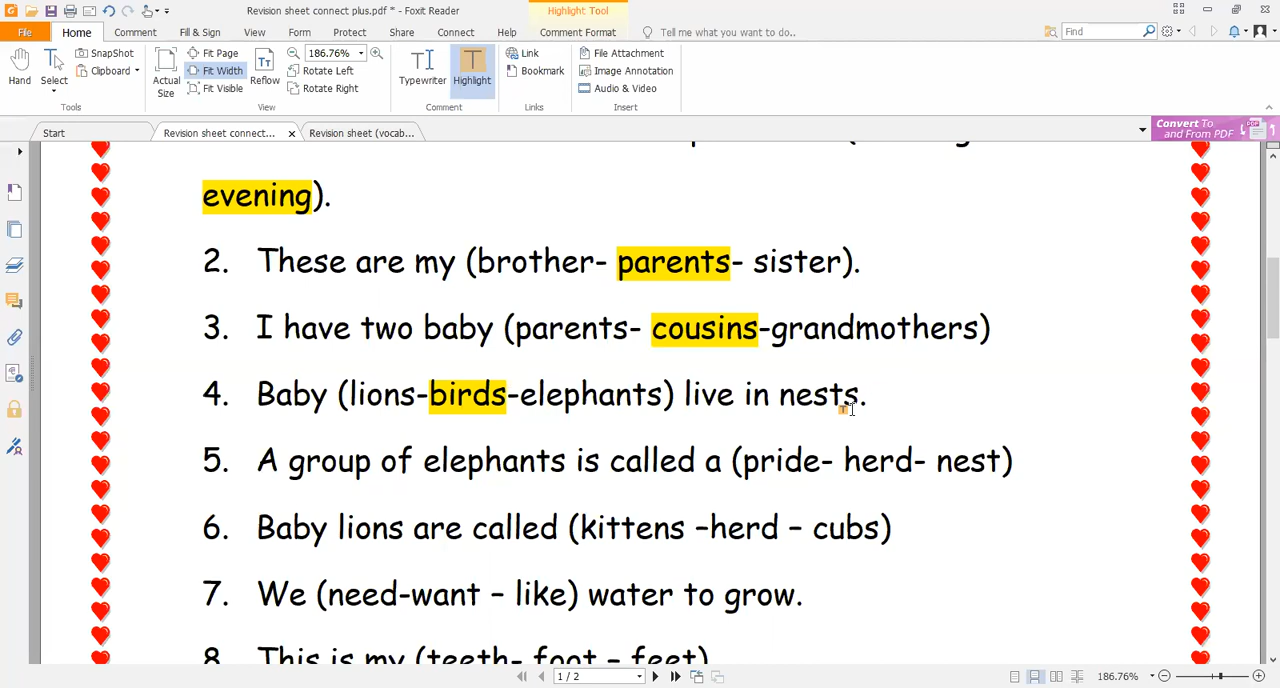 Revision sheet connect plus.pdf * - Foxit Reader
Highlight Tool
File Home Comment Fill & Sign View Form Protect Share Connect Help Comment Format Tell me what you want to do.. Find
Hand Select SnapShot Clipboard Actual Size Fit Page Fit Width Fit Visible Reflow 186.76% Rotate Left Rotate Right Typewriter Highlight Link Bookmark File Attachment Image Annotation Audio & Video
Tools View Comment Links Insert
Start Revision sheet connect... Revision sheet (vocab... Convert To and From PDF
evening).
2. These are my (brother- parents- sister).
3. I have two baby (parents- cousins-grandmothers)
4. Baby (lions-birds-elephants) live in nests.
5. A group of elephants is called a (pride- herd- nest)
6. Baby lions are called (kittens –herd – cubs)
7. We (need-want – like) water to grow.
8. This is my (teeth- foot – feet)
1 / 2 186.76%